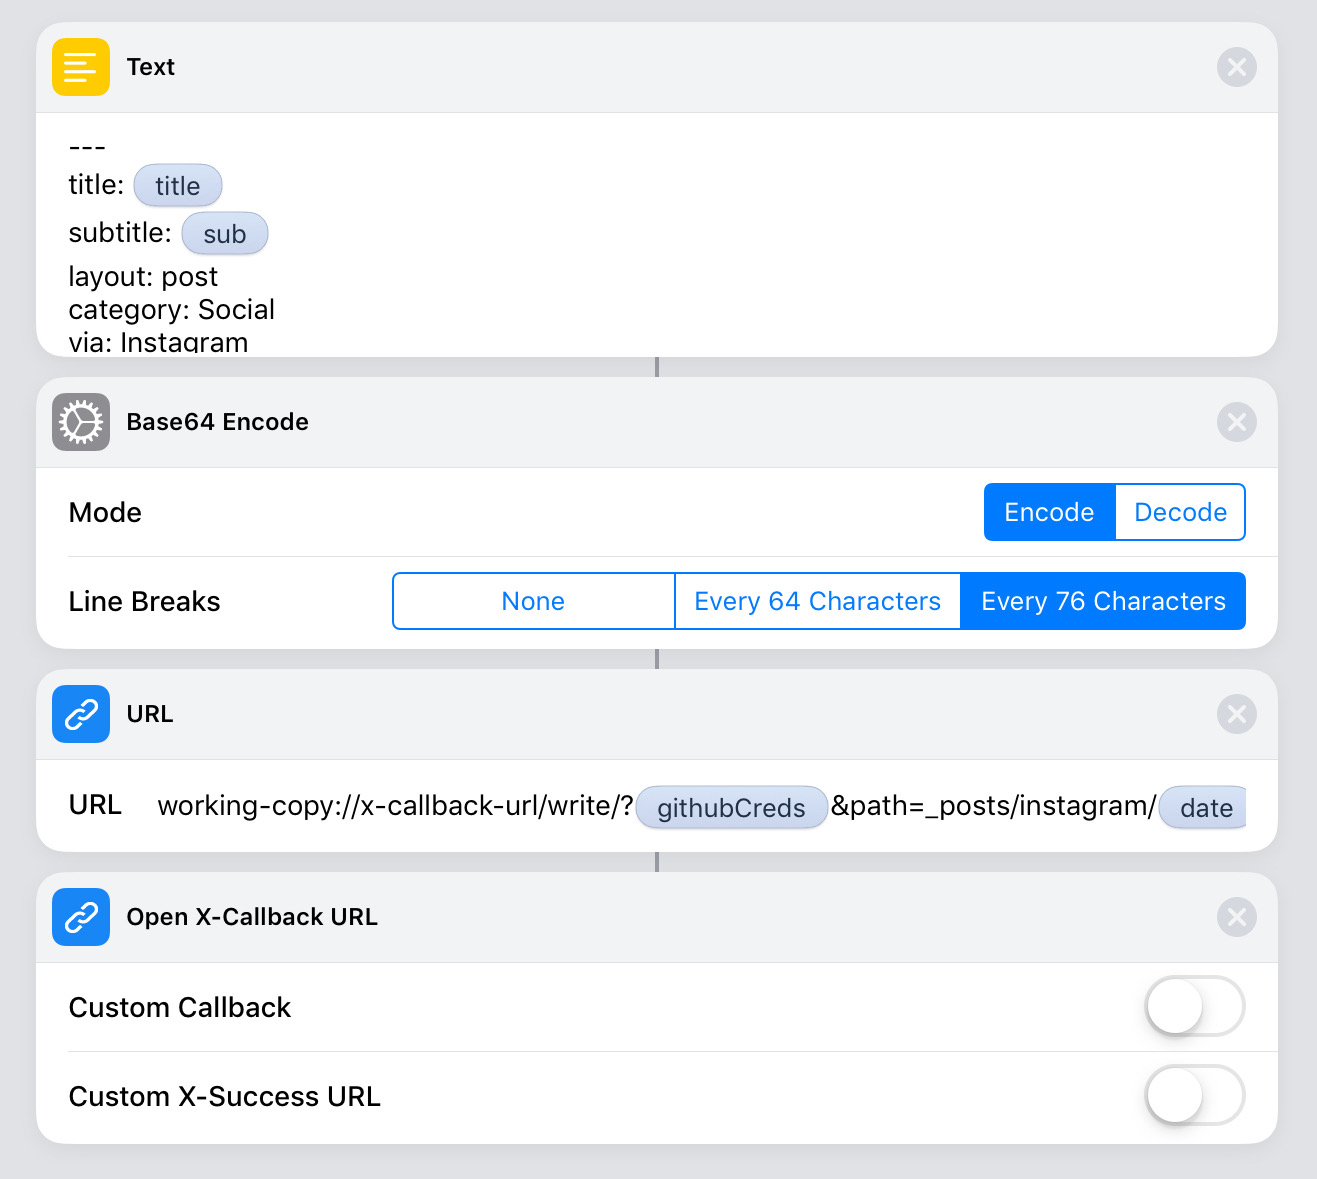 Text
---
title: title
subtitle: sub
layout: post
category: Social
via: Instagram
Base64 Encode
Mode Encode Decode
Line Breaks None Every 64 Characters Every 76 Characters
URL
URL working-copy://x-callback-url/write/?githubCreds&path=_posts/instagram/date
Open X-Callback URL
Custom Callback
Custom X-Success URL